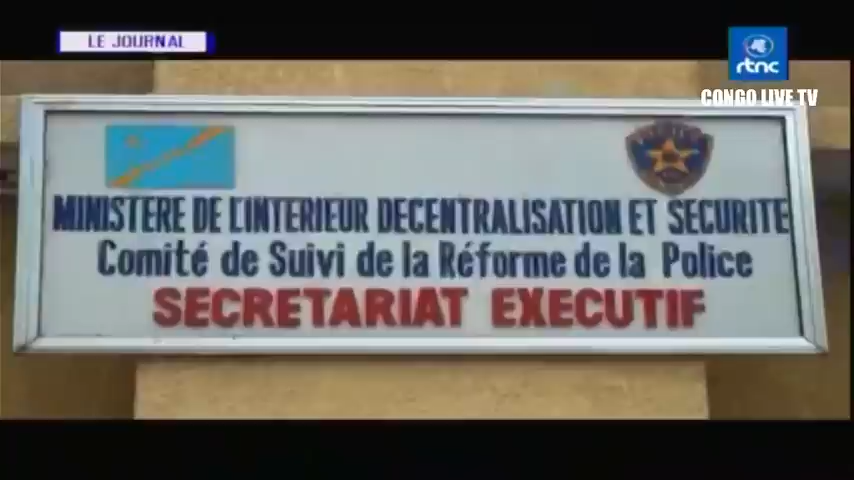 LE JOURNAL
rtnc
CONGO LIVE TV
MINISTERE DE L'INTERIEUR DECENTRALISATION ET SECURITE
Comité de Suivi de la Réforme de la Police
SECRETARIAT EXECUTIF